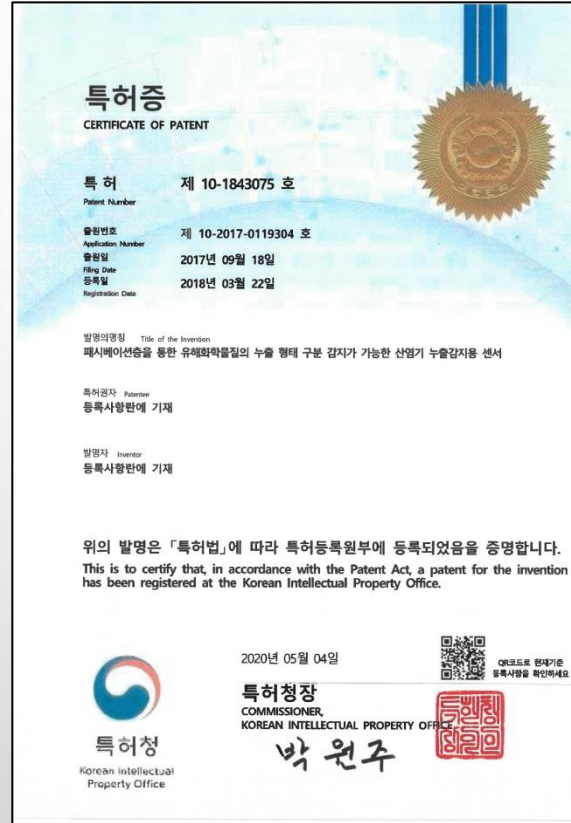 특허증
CERTIFICATE OF PATENT
특 허 제 10-1843075 호
Patent Number
출원번호 제 10-2017-0119304 호
Application Number
출원일 2017년 09월 18일
Filing Date
등록일 2018년 03월 22일
Registration Date
발명의명칭 Title of the Invention
패시베이션층을 통한 유해화학물질의 누출 형태 구분 감지가 가능한 산염기 누출감지용 센서
특허권자 Patentee
등록사항란에 기재
발명자 Inventor
등록사항란에 기재
위의 발명은 「특허법」에 따라 특허등록원부에 등록되었음을 증명합니다.
This is to certify that, in accordance with the Patent Act, a patent for the invention
has been registered at the Korean Intellectual Property Office.
2020년 05월 04일
QR코드로 현재기준
등록사항을 확인하세요
특허청장
COMMISSIONER,
KOREAN INTELLECTUAL PROPERTY OFFICE
박원주
특허청
Korean Intellectual
Property Office